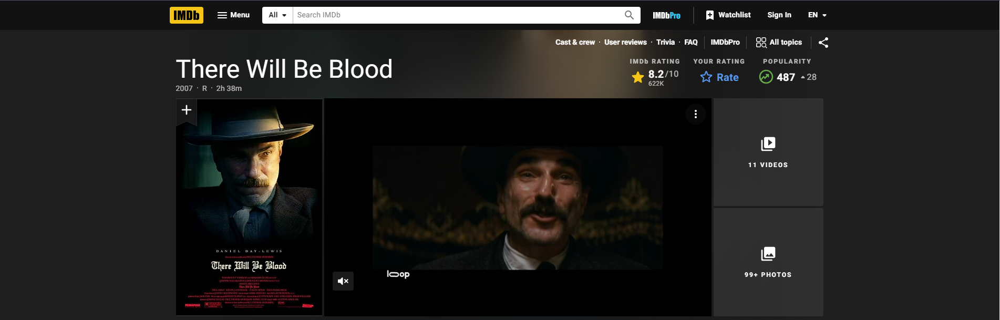 IMDb
Menu
All
Search IMDb
IMDbPro
Watchlist
Sign In
EN
Cast & crew · User reviews · Trivia · FAQ
IMDbPro
All topics
There Will Be Blood
2007 · R · 2h 38m
IMDb RATING
8.2/10
622K
YOUR RATING
Rate
POPULARITY
487
28
DANIEL DAY-LEWIS
There Will Be Blood
MIRAMAX
loop
11 VIDEOS
99+ PHOTOS